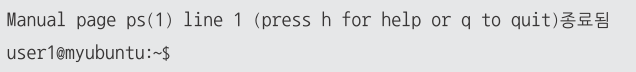 Manual page ps(1) line 1 (press h for help or q to quit)종료됨
user1@myubuntu:~$